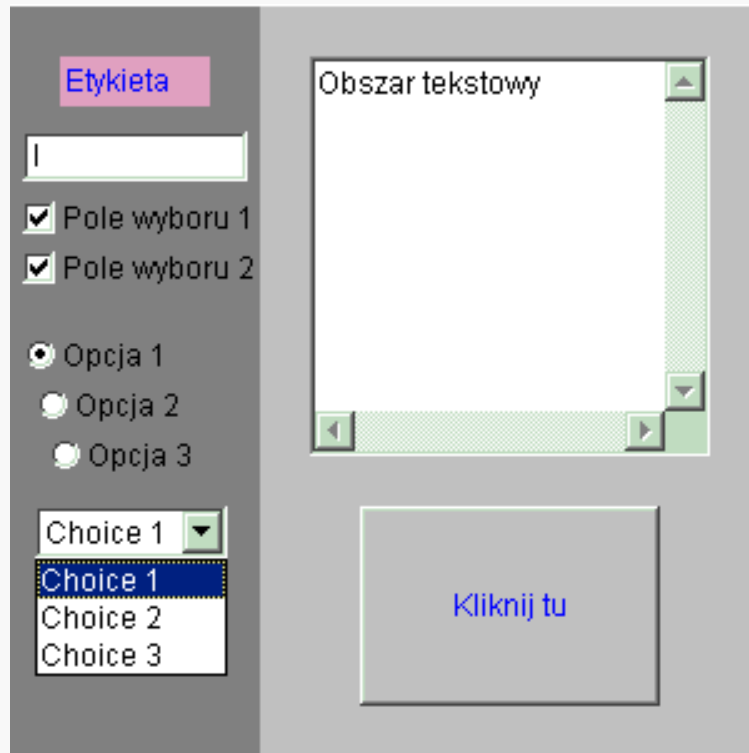 Etykieta
Pole wyboru 1
Pole wyboru 2
Opcja 1
Opcja 2
Opcja 3
Choice 1
Choice 1
Choice 2
Choice 3
Obszar tekstowy
Kliknij tu